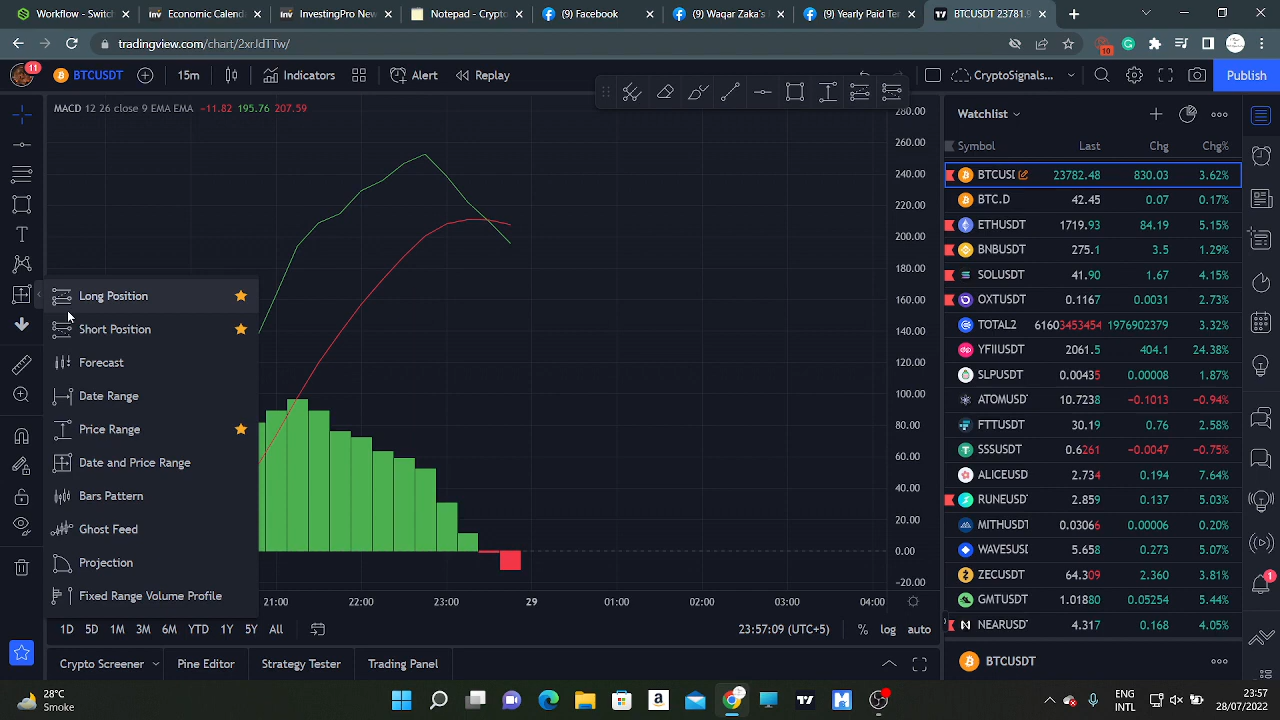 Workflow - Switch
Economic Calenda
InvestingPro New
Notepad - Crypto
(9) Facebook
(9) Waqar Zaka's
(9) Yearly Paid Ter
BTCUSDT 23781.9
tradingview.com/chart/2xrJdTTw/
10
11
BTCUSDT
15m
Indicators
Alert
Replay
CryptoSignals...
Publish
MACD 12 26 close 9 EMA EMA −11.82 195.76 207.59
280.00
260.00
240.00
220.00
200.00
180.00
160.00
140.00
120.00
100.00
80.00
60.00
40.00
20.00
0.00
−20.00
Long Position
Short Position
Forecast
Date Range
Price Range
Date and Price Range
Bars Pattern
Ghost Feed
Projection
Fixed Range Volume Profile
21:00 22:00 23:00 29 01:00 02:00 03:00 04:00
1D 5D 1M 3M 6M YTD 1Y 5Y All
23:57:09 (UTC+5) % log auto
Crypto Screener
Pine Editor
Strategy Tester
Trading Panel
Watchlist
Symbol Last Chg Chg%
BTCUSI 23782.48 830.03 3.62%
BTC.D 42.45 0.07 0.17%
ETHUSDT 1719.93 84.19 5.15%
BNBUSDT 275.1 3.5 1.29%
SOLUSDT 41.90 1.67 4.15%
OXTUSDT 0.1167 0.0031 2.73%
TOTAL2 61603453454 1976902379 3.32%
YFIIUSDT 2061.5 404.1 24.38%
SLPUSDT 0.00435 0.00008 1.87%
ATOMUSD 10.7238 −0.1013 −0.94%
FTTUSDT 30.19 0.76 2.58%
SSSUSDT 0.6261 −0.0047 −0.75%
ALICEUSD 2.734 0.194 7.64%
RUNEUSD 2.859 0.137 5.03%
MITHUSDT 0.03066 0.00006 0.20%
WAVESUSI 5.658 0.273 5.07%
ZECUSDT 64.309 2.360 3.81%
GMTUSDT 1.01880 0.05254 5.44%
NEARUSD 4.317 0.168 4.05%
BTCUSDT
1
28°C
Smoke
ENG
INTL
23:57
28/07/2022